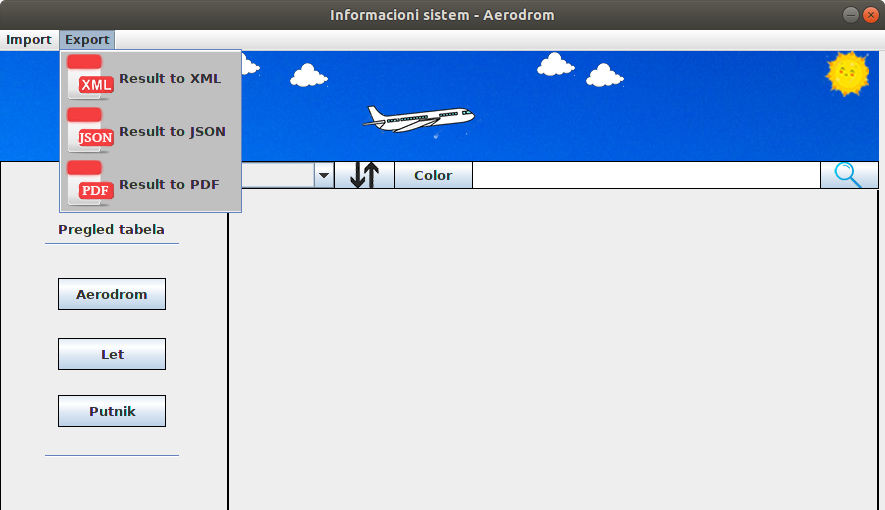 Informacioni sistem - Aerodrom
Import Export
XML Result to XML
JSON Result to JSON
PDF Result to PDF
Color
Pregled tabela
Aerodrom
Let
Putnik